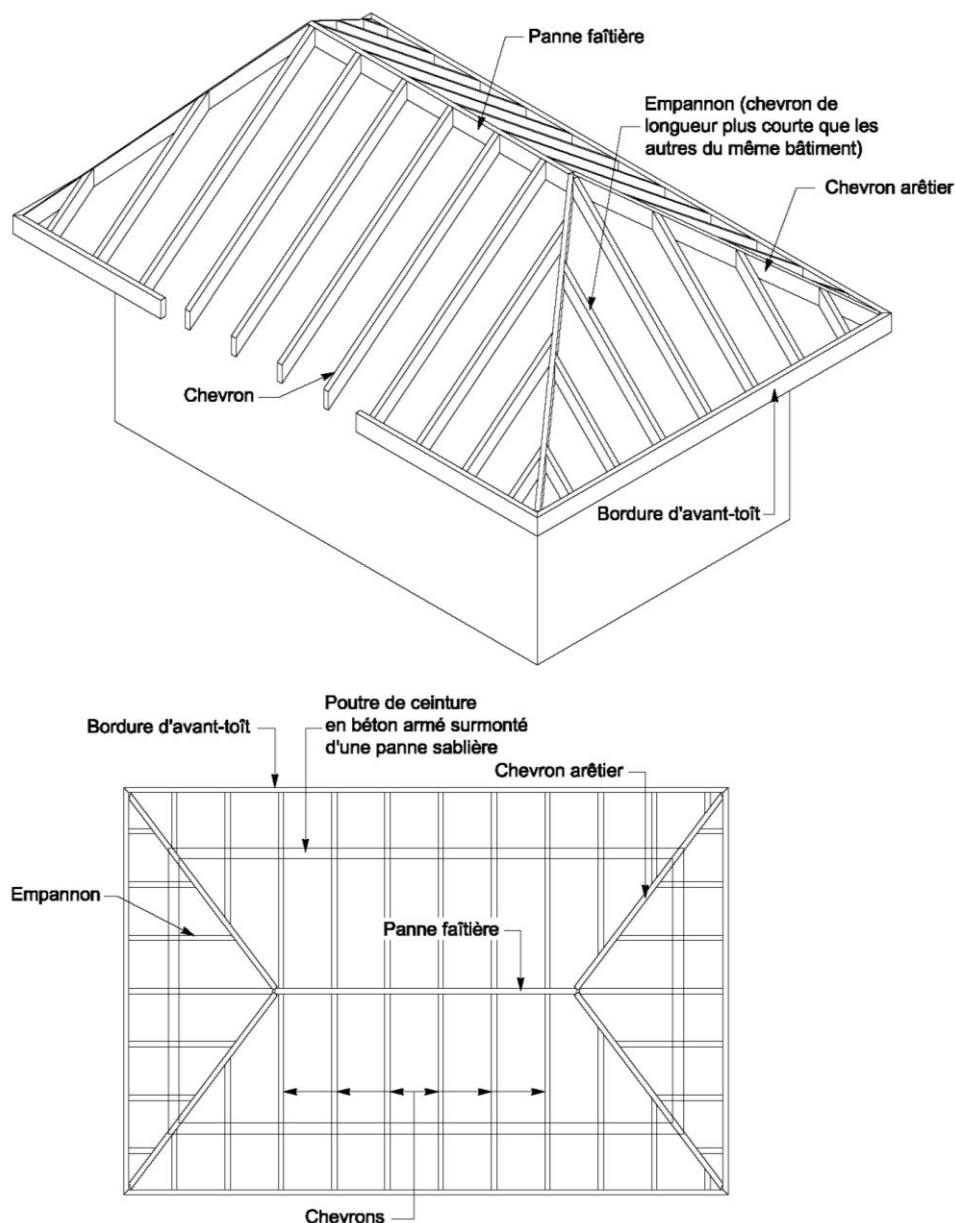 Panne faîtière
Empannon (chevron de
longueur plus courte que les
autres du même bâtiment)
Chevron arêtier
Chevron
Bordure d'avant-toît
Poutre de ceinture
en béton armé surmonté
d'une panne sablière
Bordure d'avant-toît
Chevron arêtier
Empannon
Panne faîtière
Chevrons